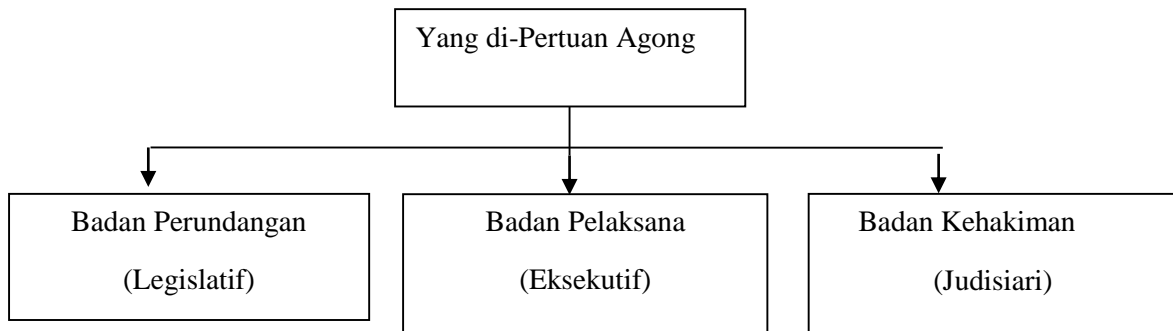 Yang di-Pertuan Agong
Badan Perundangan
(Legislatif)
Badan Pelaksana
(Eksekutif)
Badan Kehakiman
(Judisiari)